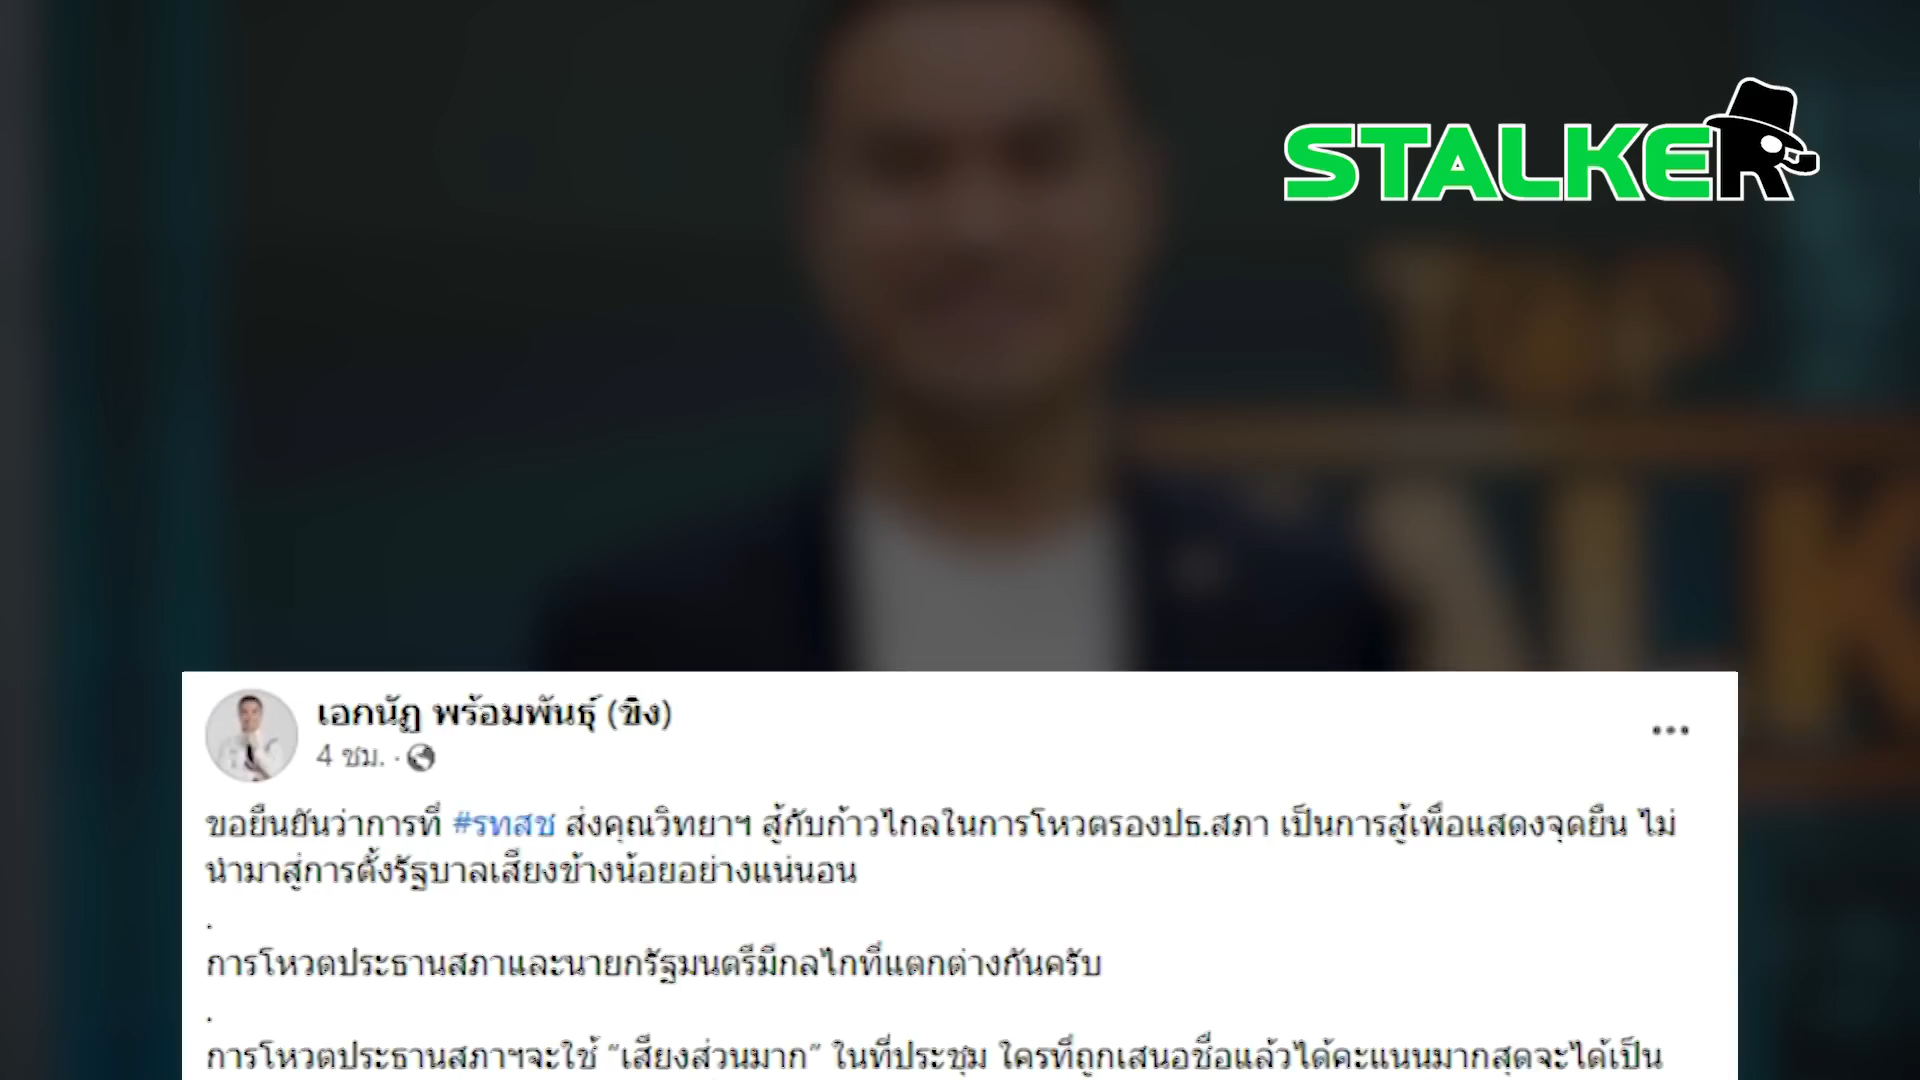 STALKER
เอกนัฏ พร้อมพันธุ์ (ขิง)
4 ชม. ·
ขอยืนยันว่าการที่ #รทสช ส่งคุณวิทยาฯ สู้กับก้าวไกลในการโหวตรองปธ.สภา เป็นการสู้เพื่อแสดงจุดยืน ไม่
นำมาสู่การตั้งรัฐบาลเสียงข้างน้อยอย่างแน่นอน
.
การโหวตประธานสภาและนายกรัฐมนตรีมีกลไกที่แตกต่างกันครับ
.
การโหวตประธานสภาฯจะใช้ “เสียงส่วนมาก” ในที่ประชุม ใครที่ถูกเสนอชื่อแล้วได้คะแนนมากสุดจะได้เป็น